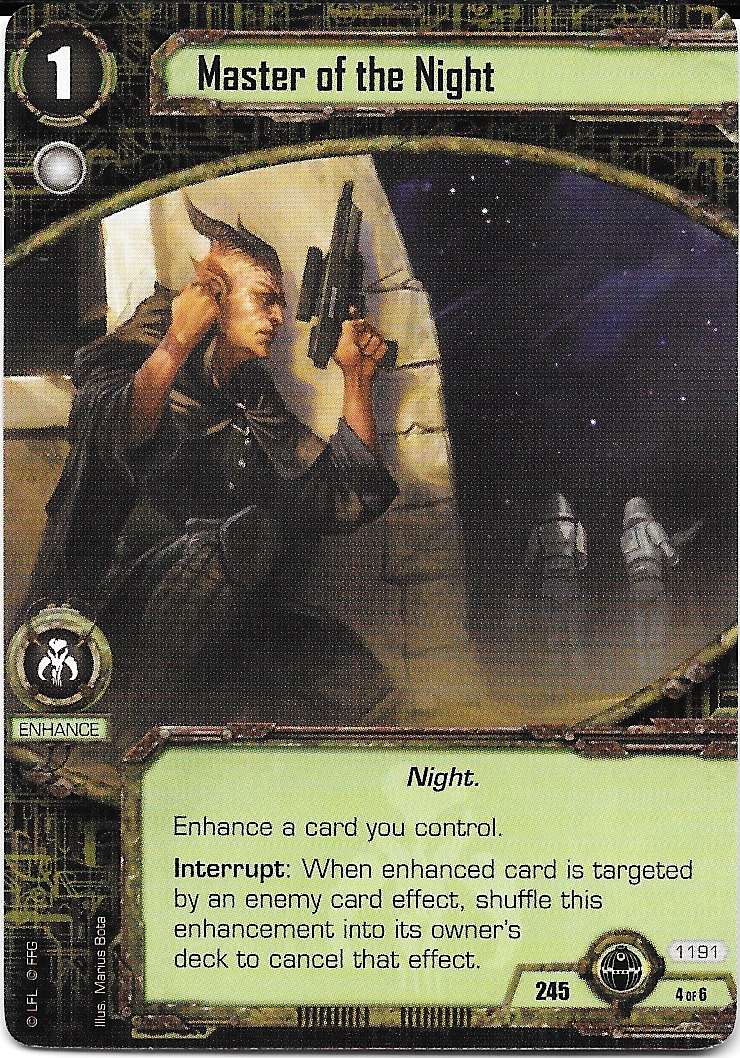 1
Master of the Night
ENHANCE
Night.
Enhance a card you control.
Interrupt: When enhanced card is targeted
by an enemy card effect, shuffle this
enhancement into its owner's
deck to cancel that effect.
© LFL © FFG
Illus. Marius Bota
245
1191
4 OF 6